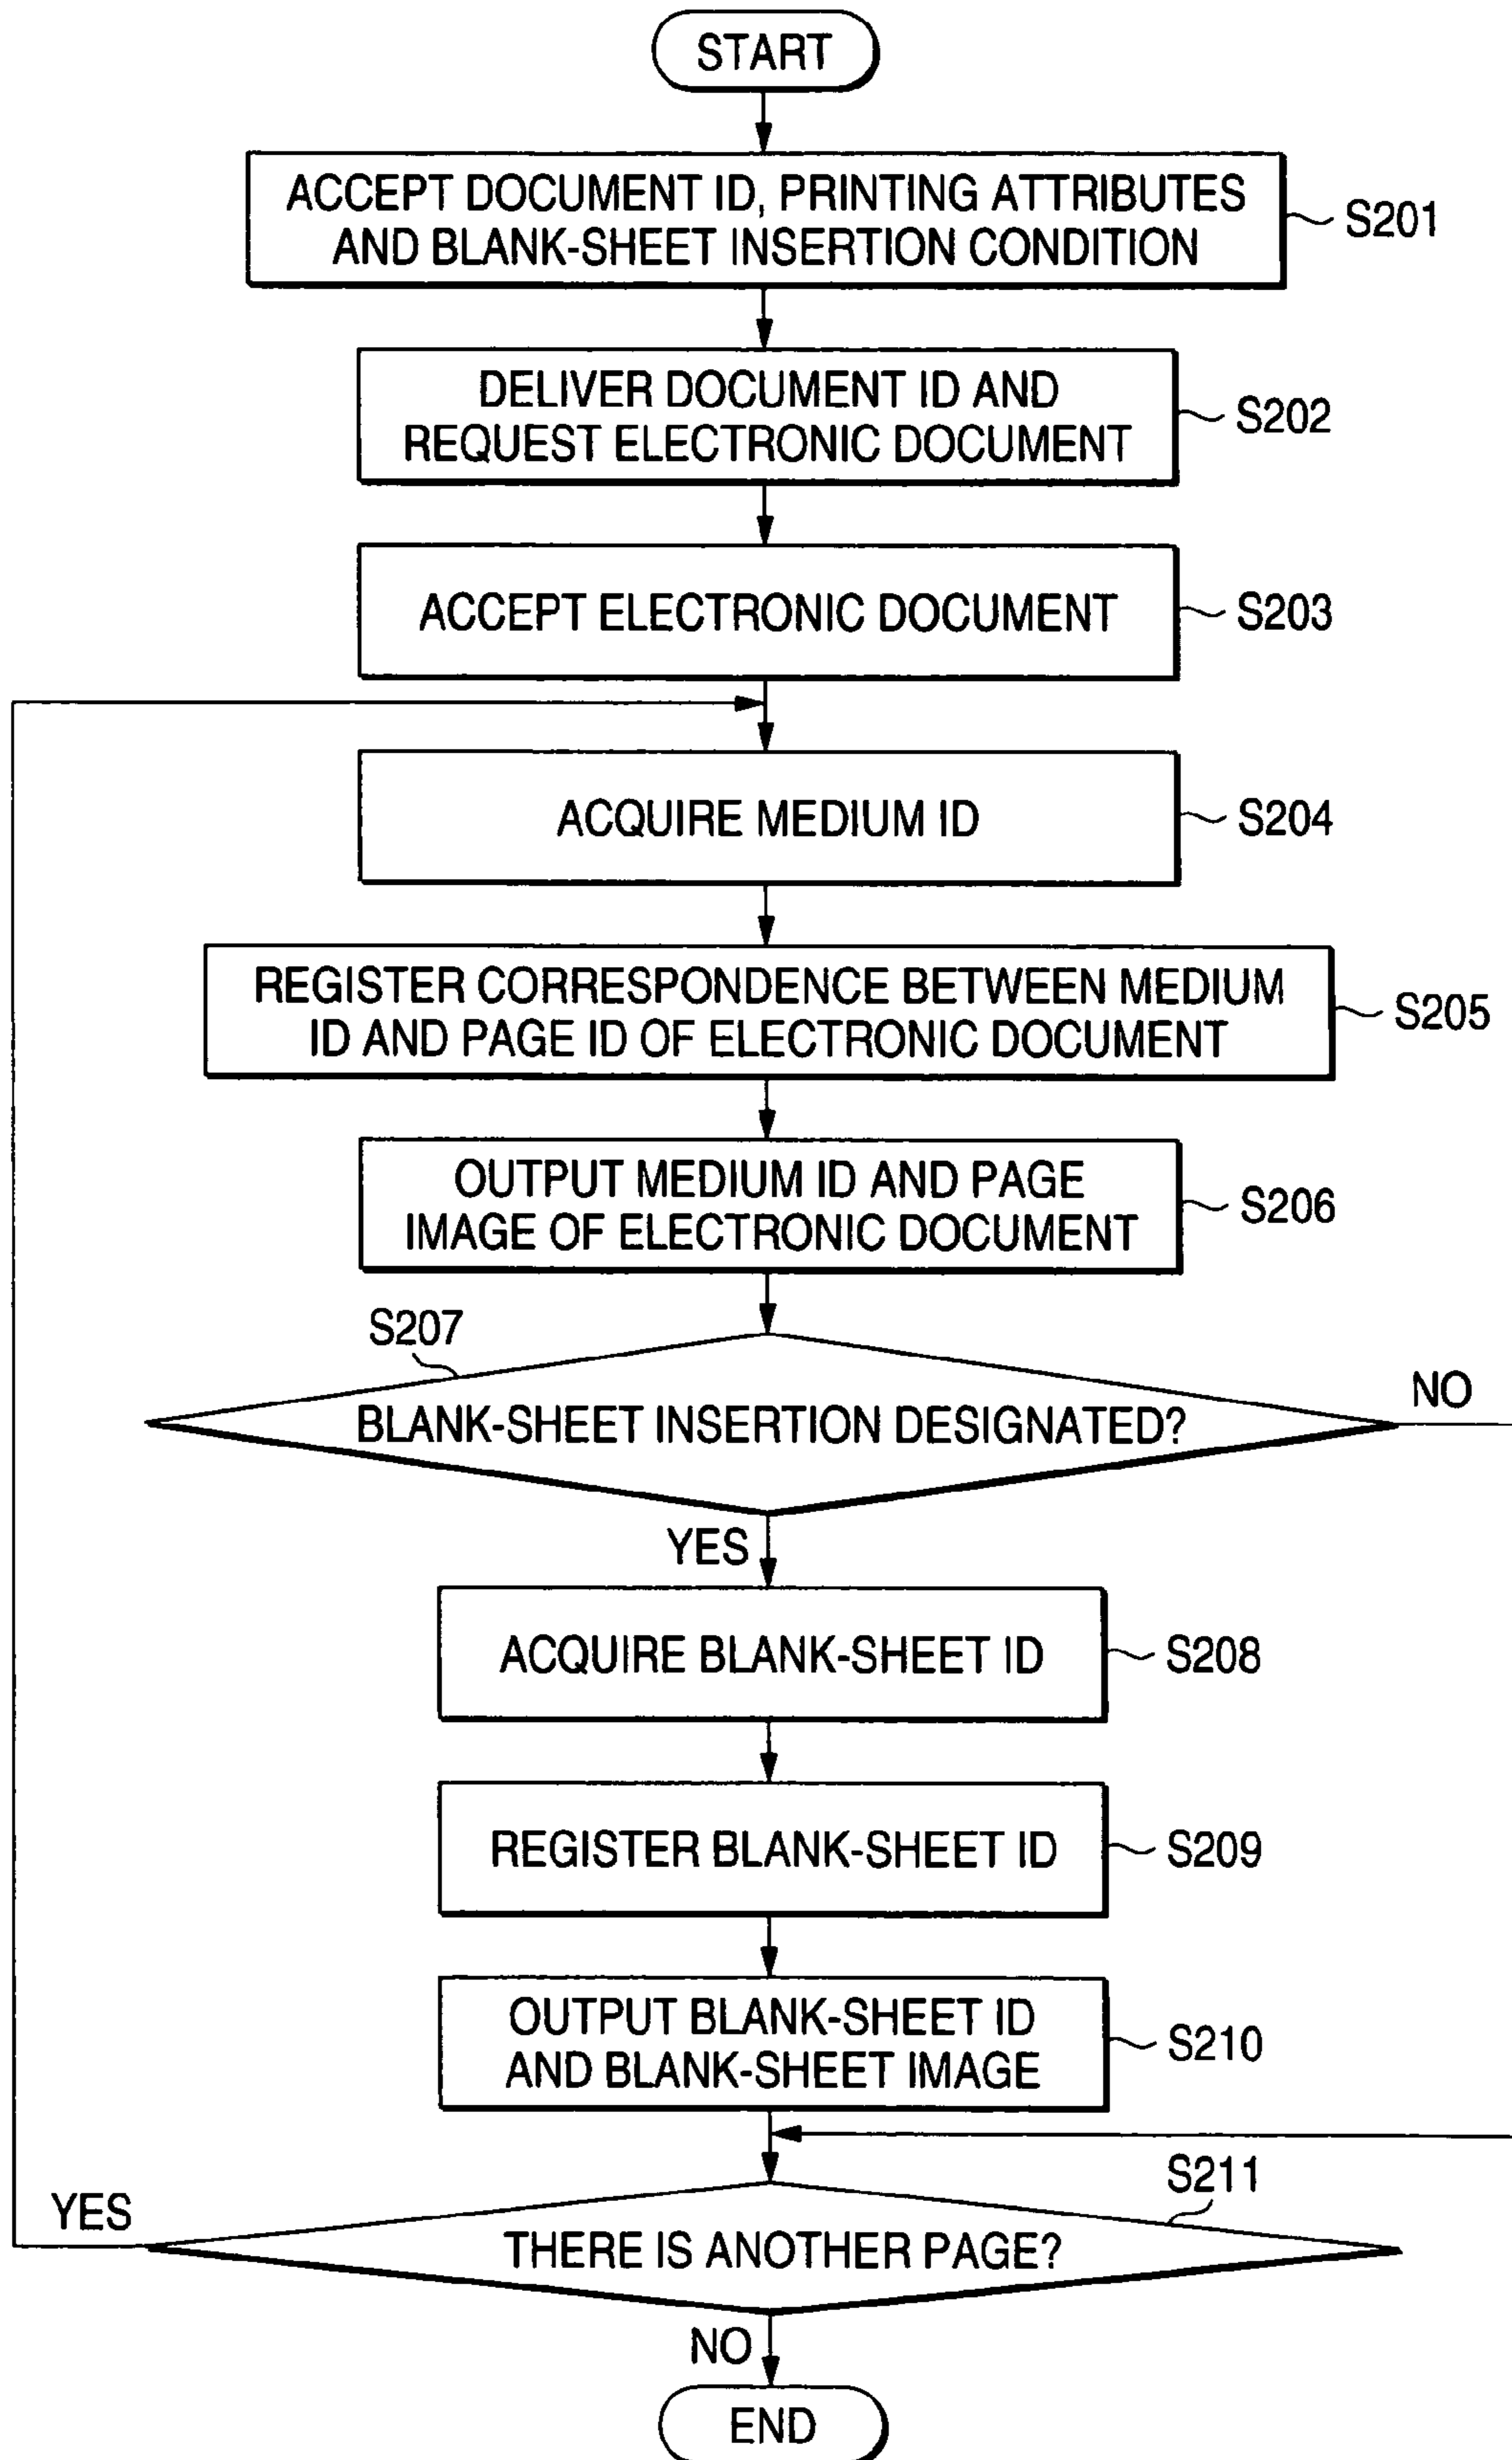 START
ACCEPT DOCUMENT ID, PRINTING ATTRIBUTES
AND BLANK-SHEET INSERTION CONDITION
S201
DELIVER DOCUMENT ID AND
REQUEST ELECTRONIC DOCUMENT
S202
ACCEPT ELECTRONIC DOCUMENT
S203
ACQUIRE MEDIUM ID
S204
REGISTER CORRESPONDENCE BETWEEN MEDIUM
ID AND PAGE ID OF ELECTRONIC DOCUMENT
S205
OUTPUT MEDIUM ID AND PAGE
IMAGE OF ELECTRONIC DOCUMENT
S206
S207
BLANK-SHEET INSERTION DESIGNATED?
NO
YES
ACQUIRE BLANK-SHEET ID
S208
REGISTER BLANK-SHEET ID
S209
OUTPUT BLANK-SHEET ID
AND BLANK-SHEET IMAGE
S210
S211
YES
THERE IS ANOTHER PAGE?
NO
END